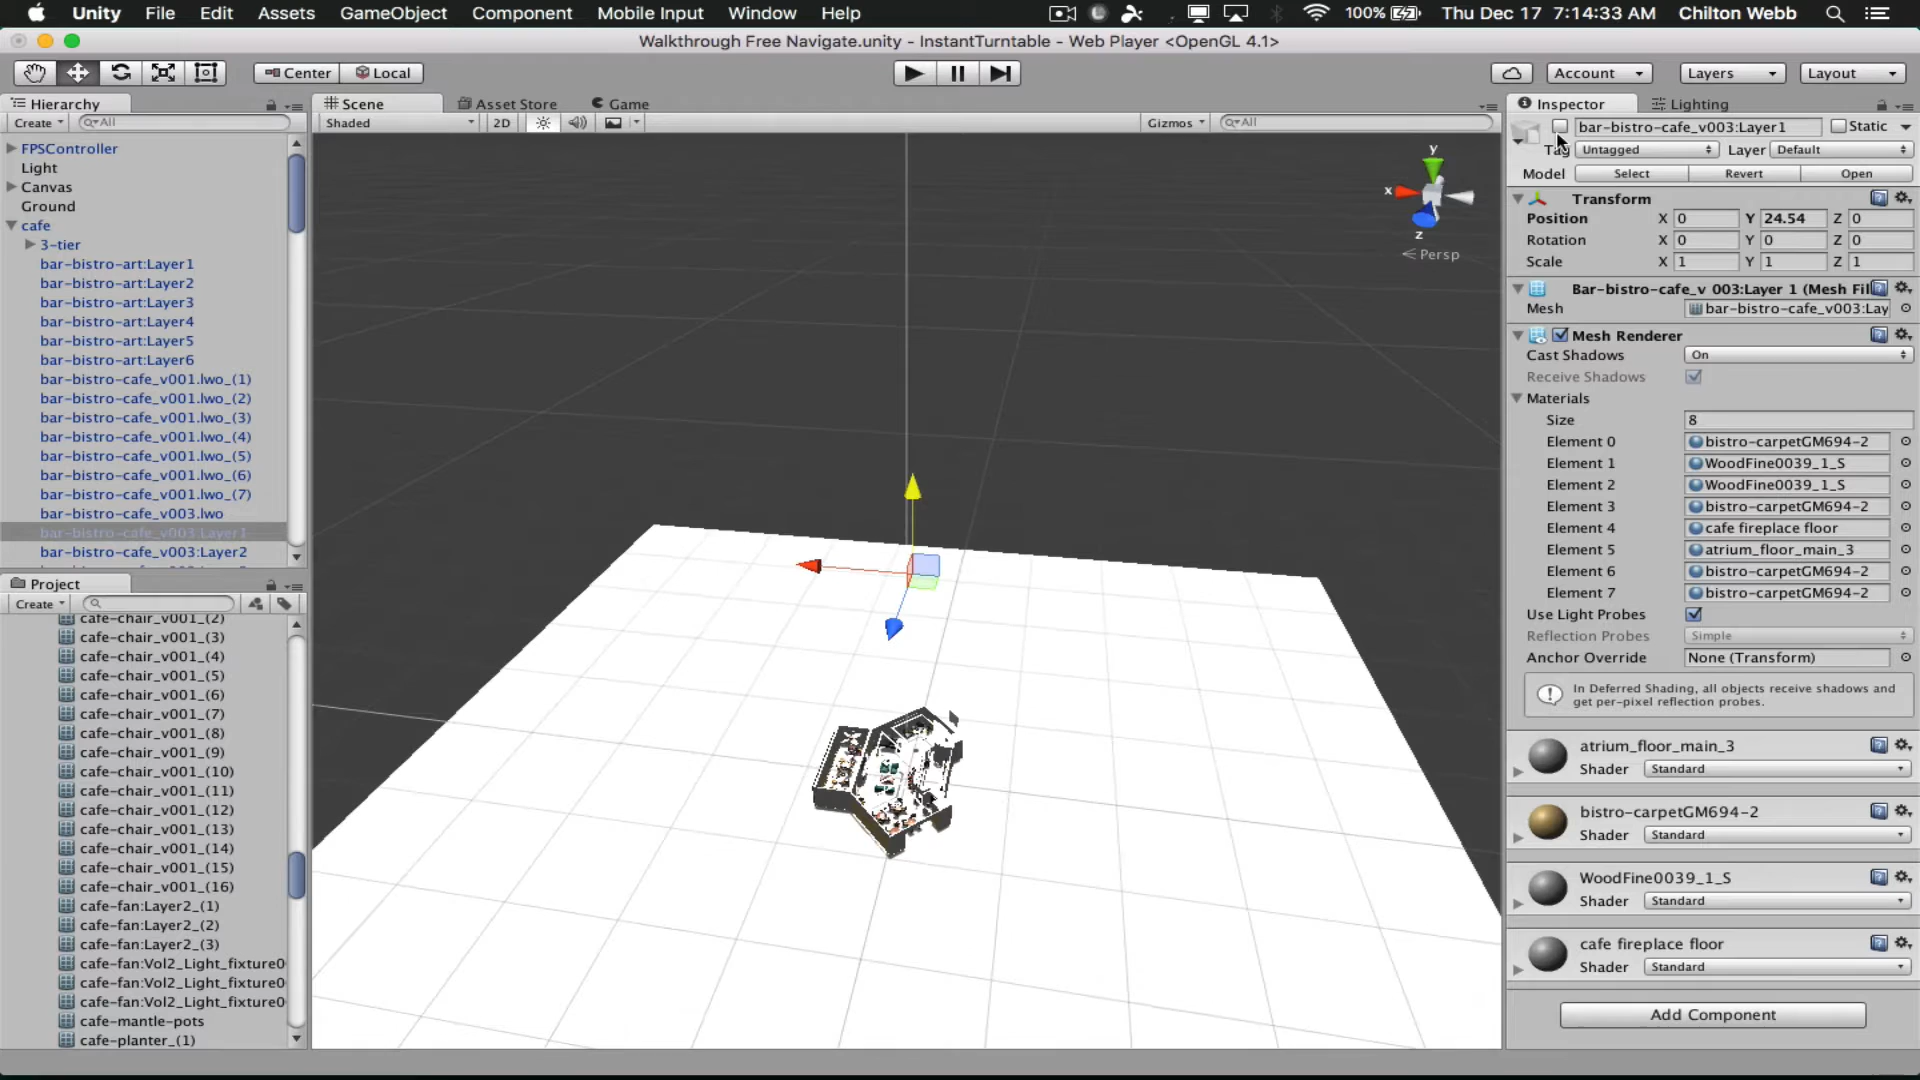 Unity File Edit Assets GameObject Component Mobile Input Window Help 100% Thu Dec 17 7:14:33 AM Chilton Webb
Walkthrough Free Navigate.unity - InstantTurntable - Web Player <OpenGL 4.1>
Center Local Account Layers Layout
Hierarchy
Create All
FPSController
Light
Canvas
Ground
cafe
3-tier
bar-bistro-art:Layer1
bar-bistro-art:Layer2
bar-bistro-art:Layer3
bar-bistro-art:Layer4
bar-bistro-art:Layer5
bar-bistro-art:Layer6
bar-bistro-cafe_v001.lwo_(1)
bar-bistro-cafe_v001.lwo_(2)
bar-bistro-cafe_v001.lwo_(3)
bar-bistro-cafe_v001.lwo_(4)
bar-bistro-cafe_v001.lwo_(5)
bar-bistro-cafe_v001.lwo_(6)
bar-bistro-cafe_v001.lwo_(7)
bar-bistro-cafe_v003.lwo
bar-bistro-cafe_v003:Layer1
bar-bistro-cafe_v003:Layer2
Project
Create
cafe-chair_v001_(2)
cafe-chair_v001_(3)
cafe-chair_v001_(4)
cafe-chair_v001_(5)
cafe-chair_v001_(6)
cafe-chair_v001_(7)
cafe-chair_v001_(8)
cafe-chair_v001_(9)
cafe-chair_v001_(10)
cafe-chair_v001_(11)
cafe-chair_v001_(12)
cafe-chair_v001_(13)
cafe-chair_v001_(14)
cafe-chair_v001_(15)
cafe-chair_v001_(16)
cafe-fan:Layer2_(1)
cafe-fan:Layer2_(2)
cafe-fan:Layer2_(3)
cafe-fan:Vol2_Light_fixture0
cafe-fan:Vol2_Light_fixture0
cafe-fan:Vol2_Light_fixture0
cafe-mantle-pots
cafe-planter_(1)
Scene Asset Store Game
Shaded 2D Gizmos All
y
x
z
Persp
Inspector Lighting
bar-bistro-cafe_v003:Layer1 Static
Tag Untagged Layer Default
Model Select Revert Open
Transform
Position X 0 Y 24.54 Z 0
Rotation X 0 Y 0 Z 0
Scale X 1 Y 1 Z 1
Bar-bistro-cafe_v 003:Layer 1 (Mesh Fil
Mesh bar-bistro-cafe_v003:Lay
Mesh Renderer
Cast Shadows On
Receive Shadows
Materials
Size 8
Element 0 bistro-carpetGM694-2
Element 1 WoodFine0039_1_S
Element 2 WoodFine0039_1_S
Element 3 bistro-carpetGM694-2
Element 4 cafe fireplace floor
Element 5 atrium_floor_main_3
Element 6 bistro-carpetGM694-2
Element 7 bistro-carpetGM694-2
Use Light Probes
Reflection Probes Simple
Anchor Override None (Transform)
In Deferred Shading, all objects receive shadows and
get per-pixel reflection probes.
atrium_floor_main_3
Shader Standard
bistro-carpetGM694-2
Shader Standard
WoodFine0039_1_S
Shader Standard
cafe fireplace floor
Shader Standard
Add Component